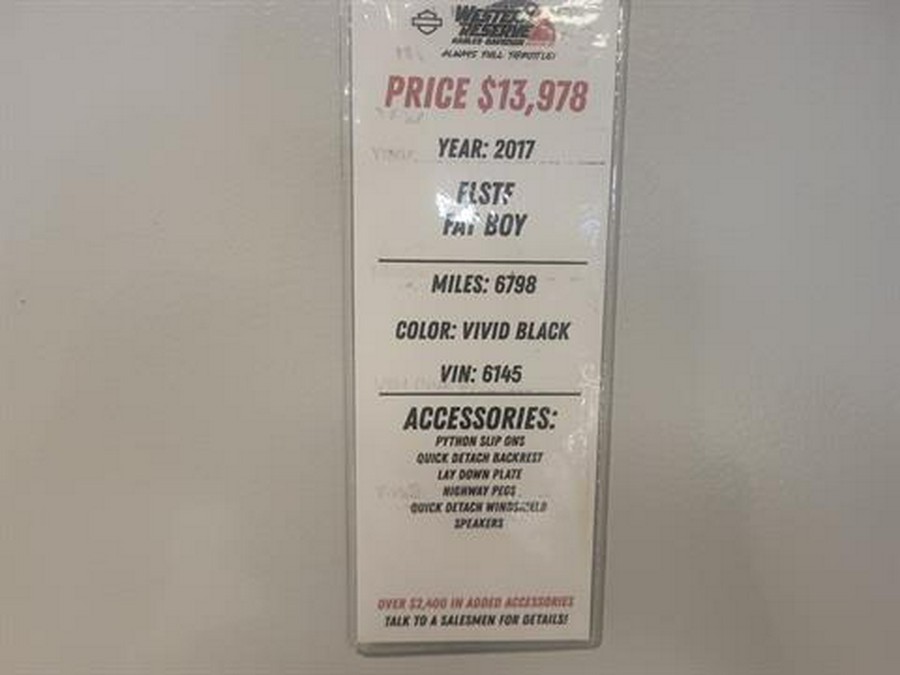 WESTERN
RESERVE
HARLEY-DAVIDSON
ALWAYS FULL THROTTLE!
PRICE $13,978
YEAR: 2017
FLSTF
FAT BOY
MILES: 6798
COLOR: VIVID BLACK
VIN: 6145
ACCESSORIES:
PYTHON SLIP ONS
QUICK DETACH BACKREST
LAY DOWN PLATE
HIGHWAY PEGS
QUICK DETACH WINDSHIELD
SPEAKERS
OVER $2,400 IN ADDED ACCESSORIES
TALK TO A SALESMEN FOR DETAILS!